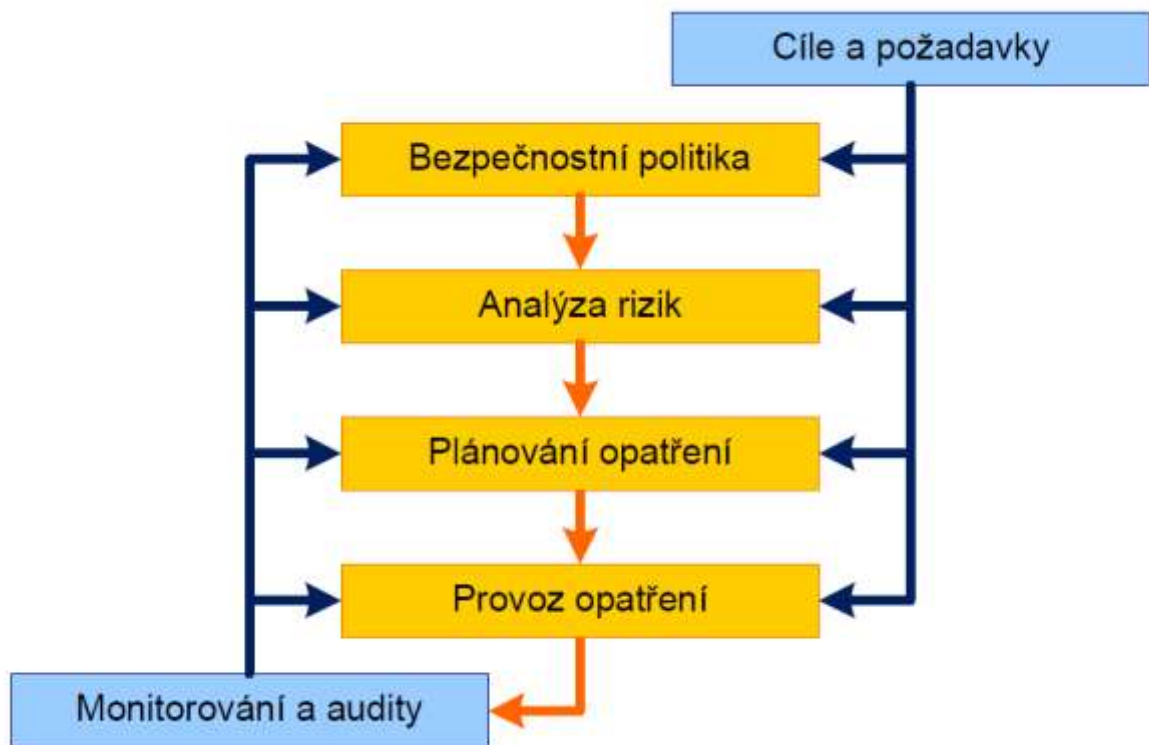 Cíle a požadavky
Bezpečnostní politika
Analýza rizik
Plánování opatření
Provoz opatření
Monitorování a audity